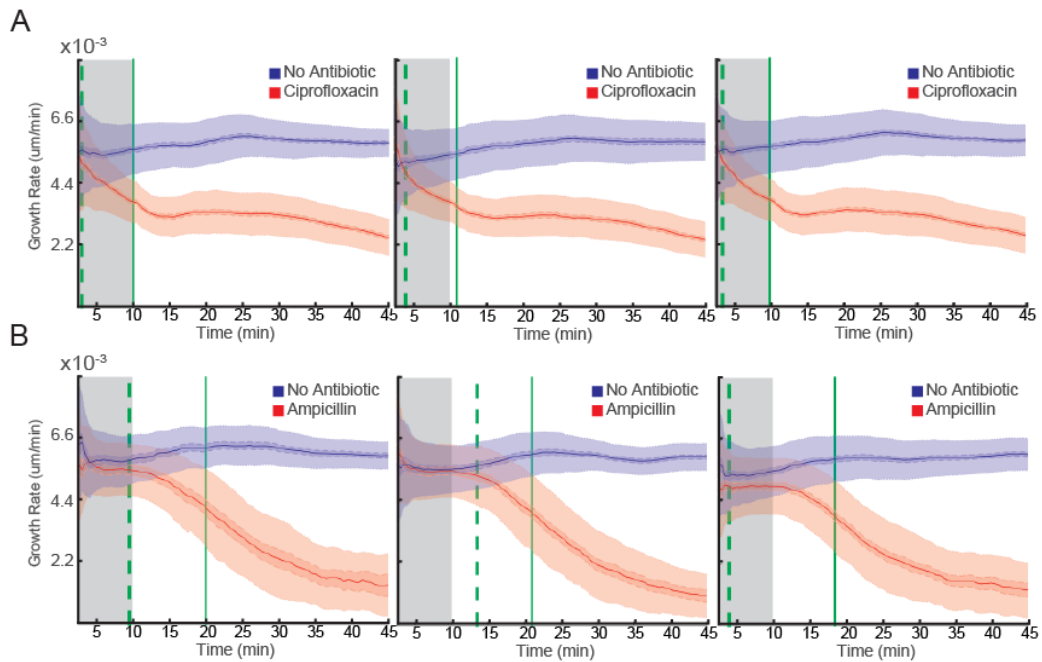 A
x10-3
Growth Rate (um/min)
6.6
4.4
2.2
No Antibiotic
Ciprofloxacin
5 10 15 20 25 30 35 40 45
Time (min)
No Antibiotic
Ciprofloxacin
5 10 15 20 25 30 35 40 45
Time (min)
No Antibiotic
Ciprofloxacin
5 10 15 20 25 30 35 40 45
Time (min)
B
x10-3
Growth Rate (um/min)
6.6
4.4
2.2
No Antibiotic
Ampicillin
5 10 15 20 25 30 35 40 45
Time (min)
No Antibiotic
Ampicillin
5 10 15 20 25 30 35 40 45
Time (min)
No Antibiotic
Ampicillin
5 10 15 20 25 30 35 40 45
Time (min)